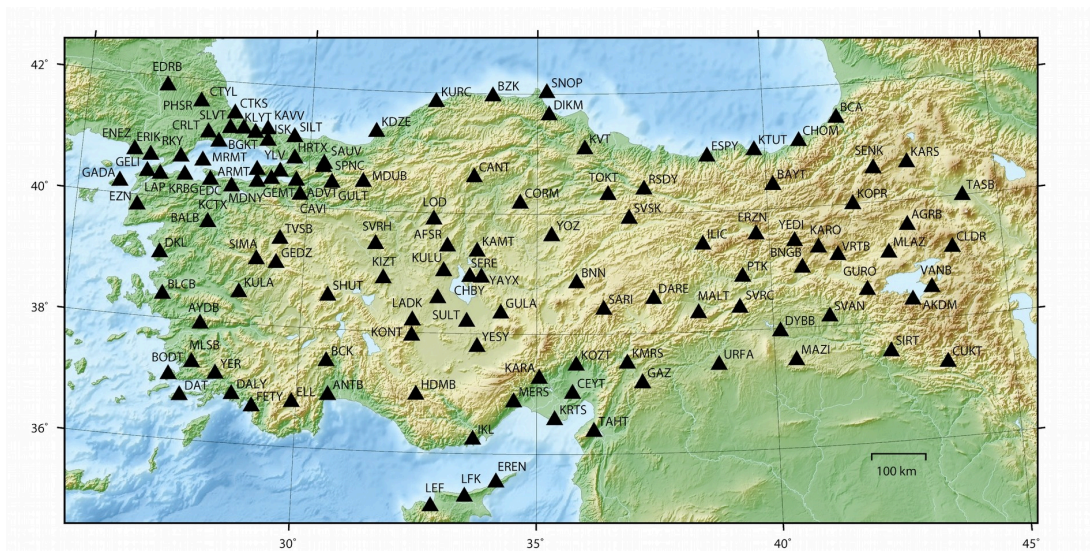 42°
EDRB
CTYL
PHSR
CTKS
SLVT
KLYT
KAVV
CRLT
ISK
SILT
KURC
BZK
SNOP
DIKM
KDZE
BCA
ENEZ
ERIK
RKY
BGKT
HRTX
SAUV
KVT
ESPY
KTUT
CHOM
GELI
MRMT
YLV
SPNC
CANT
SENK
KARS
40°
GADA
ARMT
MDUB
TOKT
RSDY
BAYT
TASB
LAP
KRBG
EDC
GEMT
ADVT
GULT
EZN
KCTX
MDNY
CAVI
CORM
KOPR
BALB
LOD
SVSK
ERZN
YEDI
AGRB
TVSB
SVRH
AFSR
YOZ
ILIC
KARO
DKL
SIMA
GEDZ
KAMT
BNGB
VRTB
MLAZ
CLDR
KIZT
KULU
SERE
YAYX
BNN
PTK
GURO
VANB
BLCB
KULA
SHUT
CHBY
DARE
38°
LADK
SULT
GULA
SARI
MALT
SVRC
SVAN
AKDM
AYDB
KONT
YESY
DYBB
MLSB
SIRT
BODT
YER
BCK
KOZT
KMRS
URFA
MAZI
CUKT
DAT
DALY
FETY
ELL
ANTB
HDMB
KARA
MERS
CEYT
GAZ
36°
IKL
KRTS
TAHT
100 km
EREN
LFK
LEF
30°
35°
40°
45°